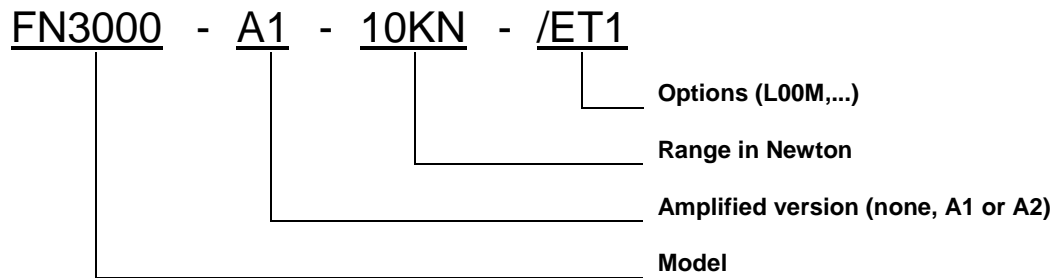 FN3000 - A1 - 10KN - /ET1
Options (L00M,...)
Range in Newton
Amplified version (none, A1 or A2)
Model